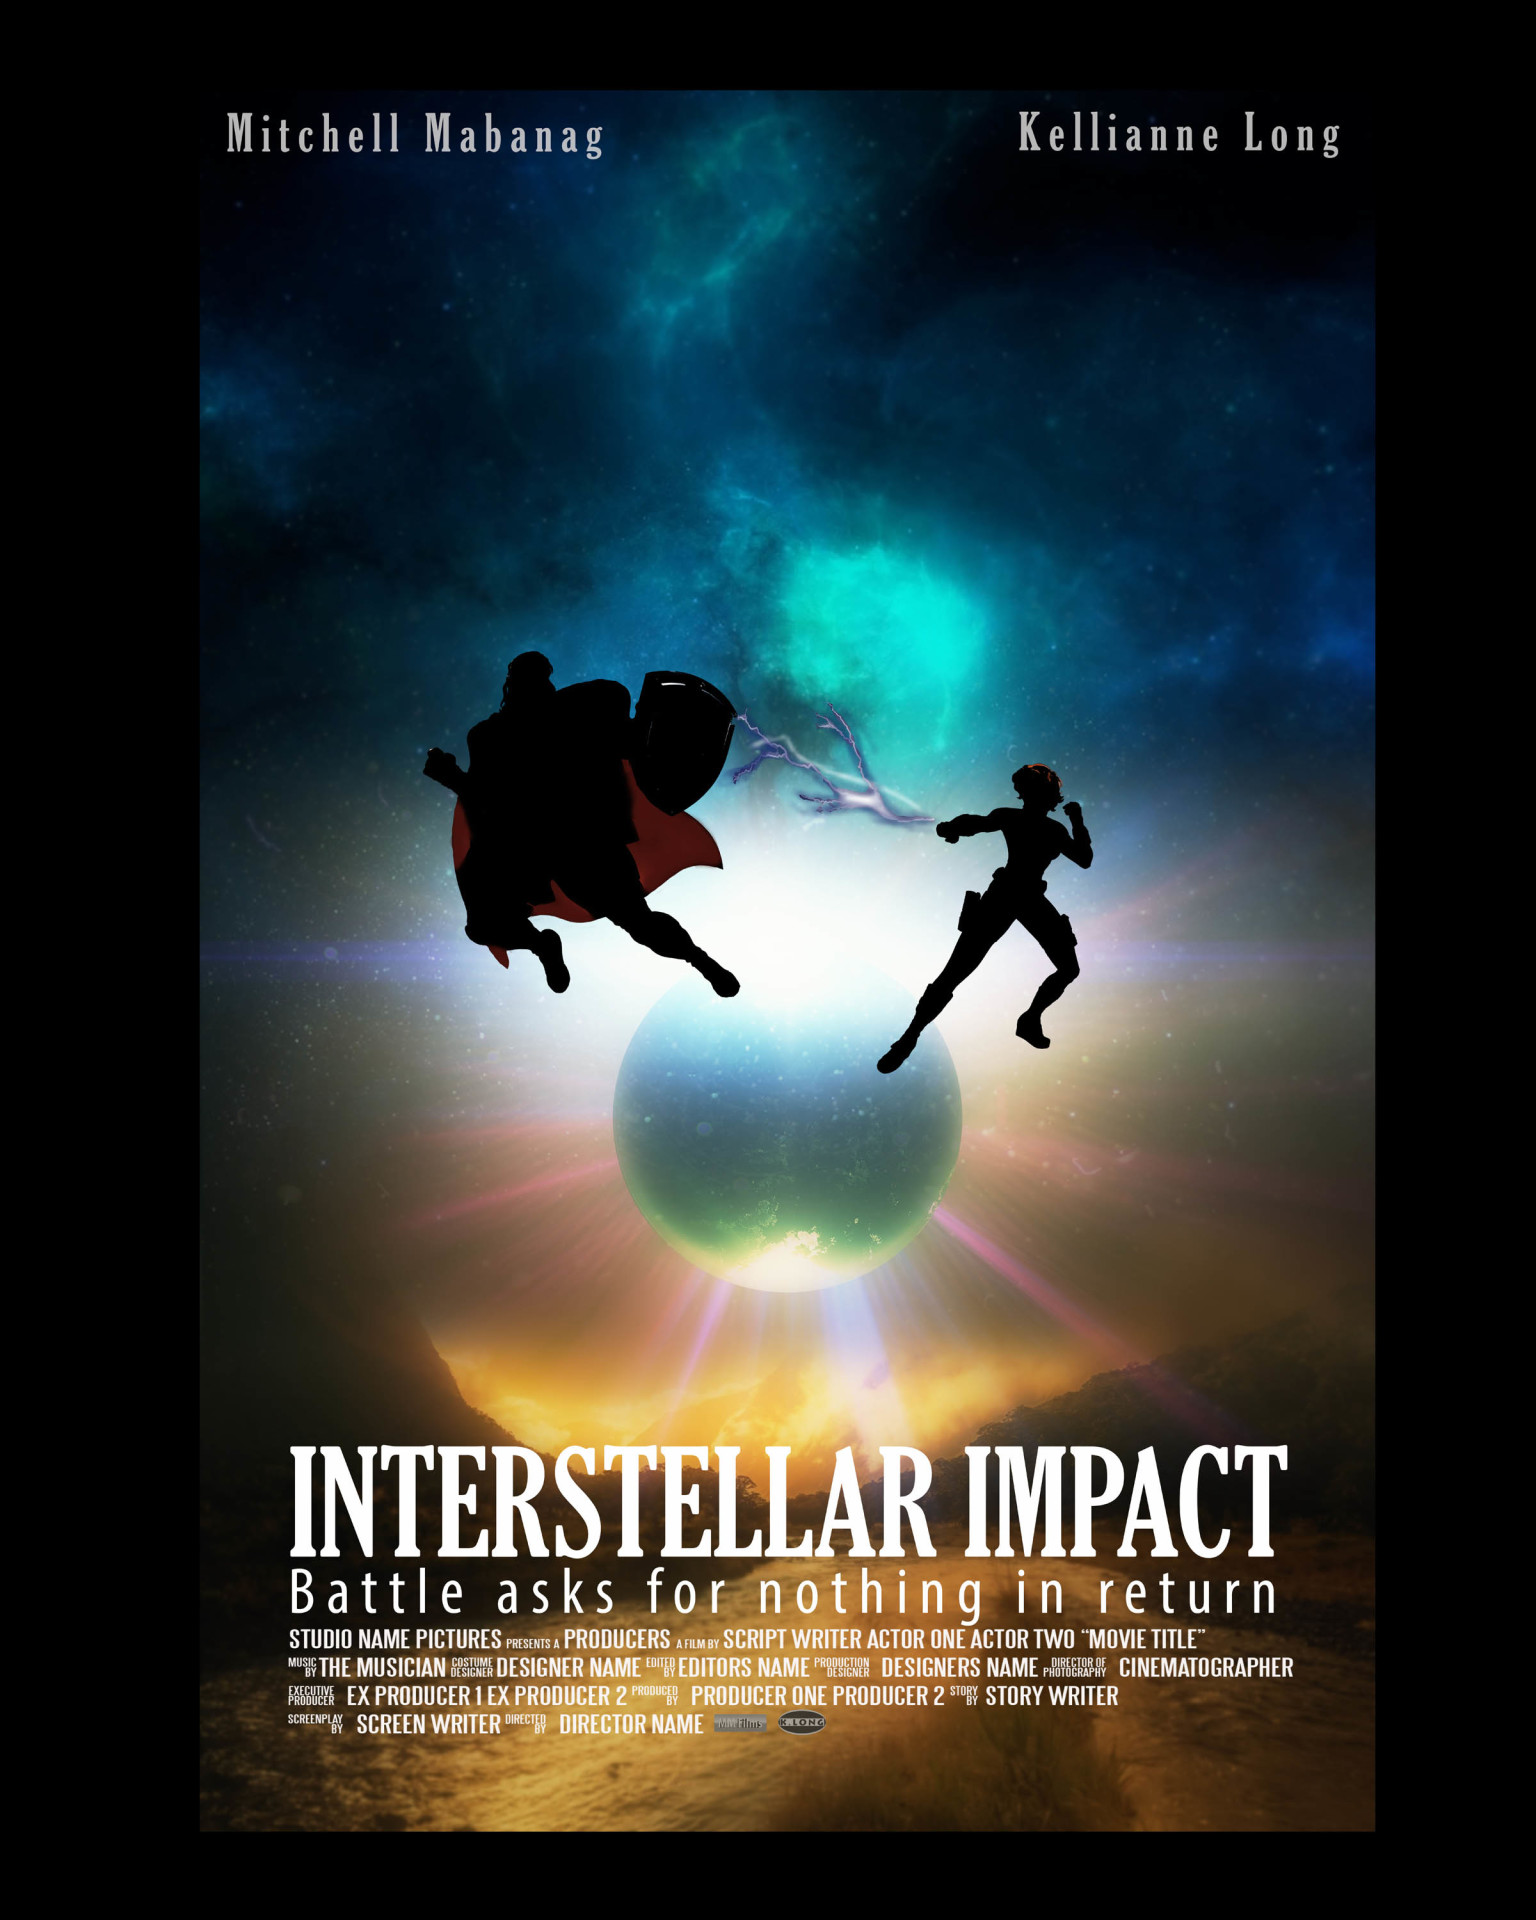 Mitchell Mabanag
Kellianne Long
INTERSTELLAR IMPACT
Battle asks for nothing in return
STUDIO NAME PICTURES PRESENTS A PRODUCERS A FILM BY SCRIPT WRITER ACTOR ONE ACTOR TWO “MOVIE TITLE”
MUSIC BY THE MUSICIAN COSTUME DESIGNER DESIGNER NAME EDITED BY EDITORS NAME PRODUCTION DESIGNER DESIGNERS NAME DIRECTOR OF PHOTOGRAPHY CINEMATOGRAPHER
EXECUTIVE PRODUCER EX PRODUCER 1 EX PRODUCER 2 PRODUCED BY PRODUCER ONE PRODUCER 2 STORY BY STORY WRITER
SCREENPLAY BY SCREEN WRITER DIRECTED BY DIRECTOR NAME Films K.LONG